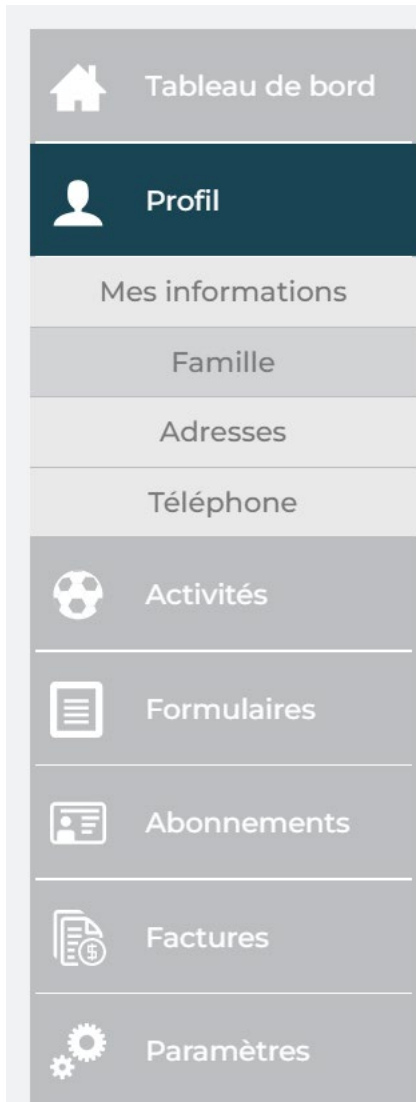 Tableau de bord
Profil
Mes informations
Famille
Adresses
Téléphone
Activités
Formulaires
Abonnements
Factures
Paramètres